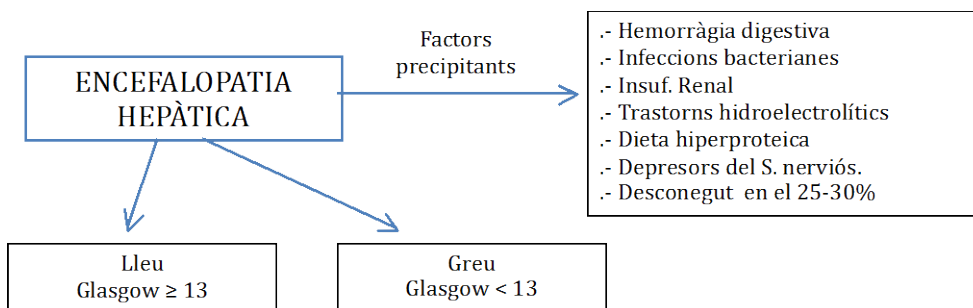 ENCEFALOPATIA
HEPÀTICA
Factors
precipitants
.- Hemorràgia digestiva
.- Infeccions bacterianes
.- Insuf. Renal
.- Trastorns hidroelectrolítics
.- Dieta hiperproteica
.- Depresors del S. nerviós.
.- Desconegut en el 25-30%
Lleu
Glasgow ≥ 13
Greu
Glasgow < 13